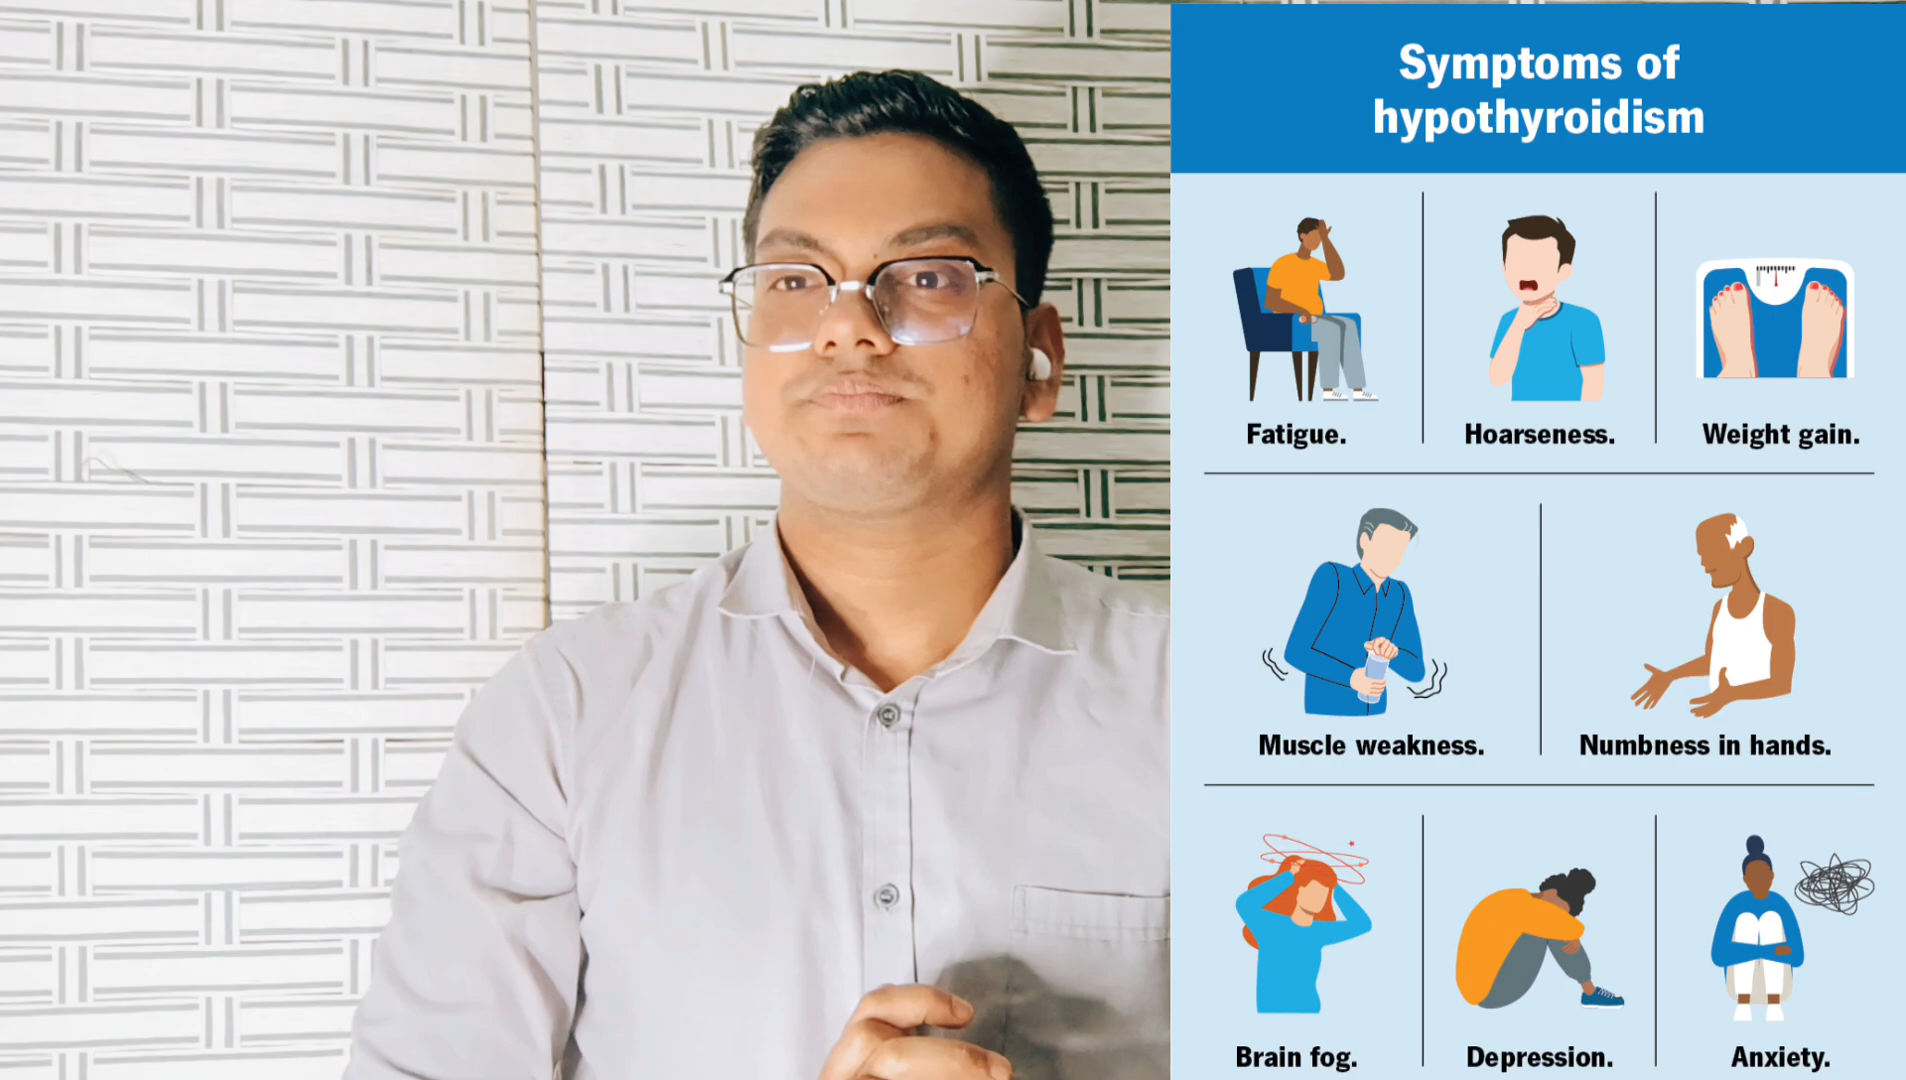 Symptoms of
hypothyroidism
Fatigue.
Hoarseness.
Weight gain.
Muscle weakness.
Numbness in hands.
Brain fog.
Depression.
Anxiety.